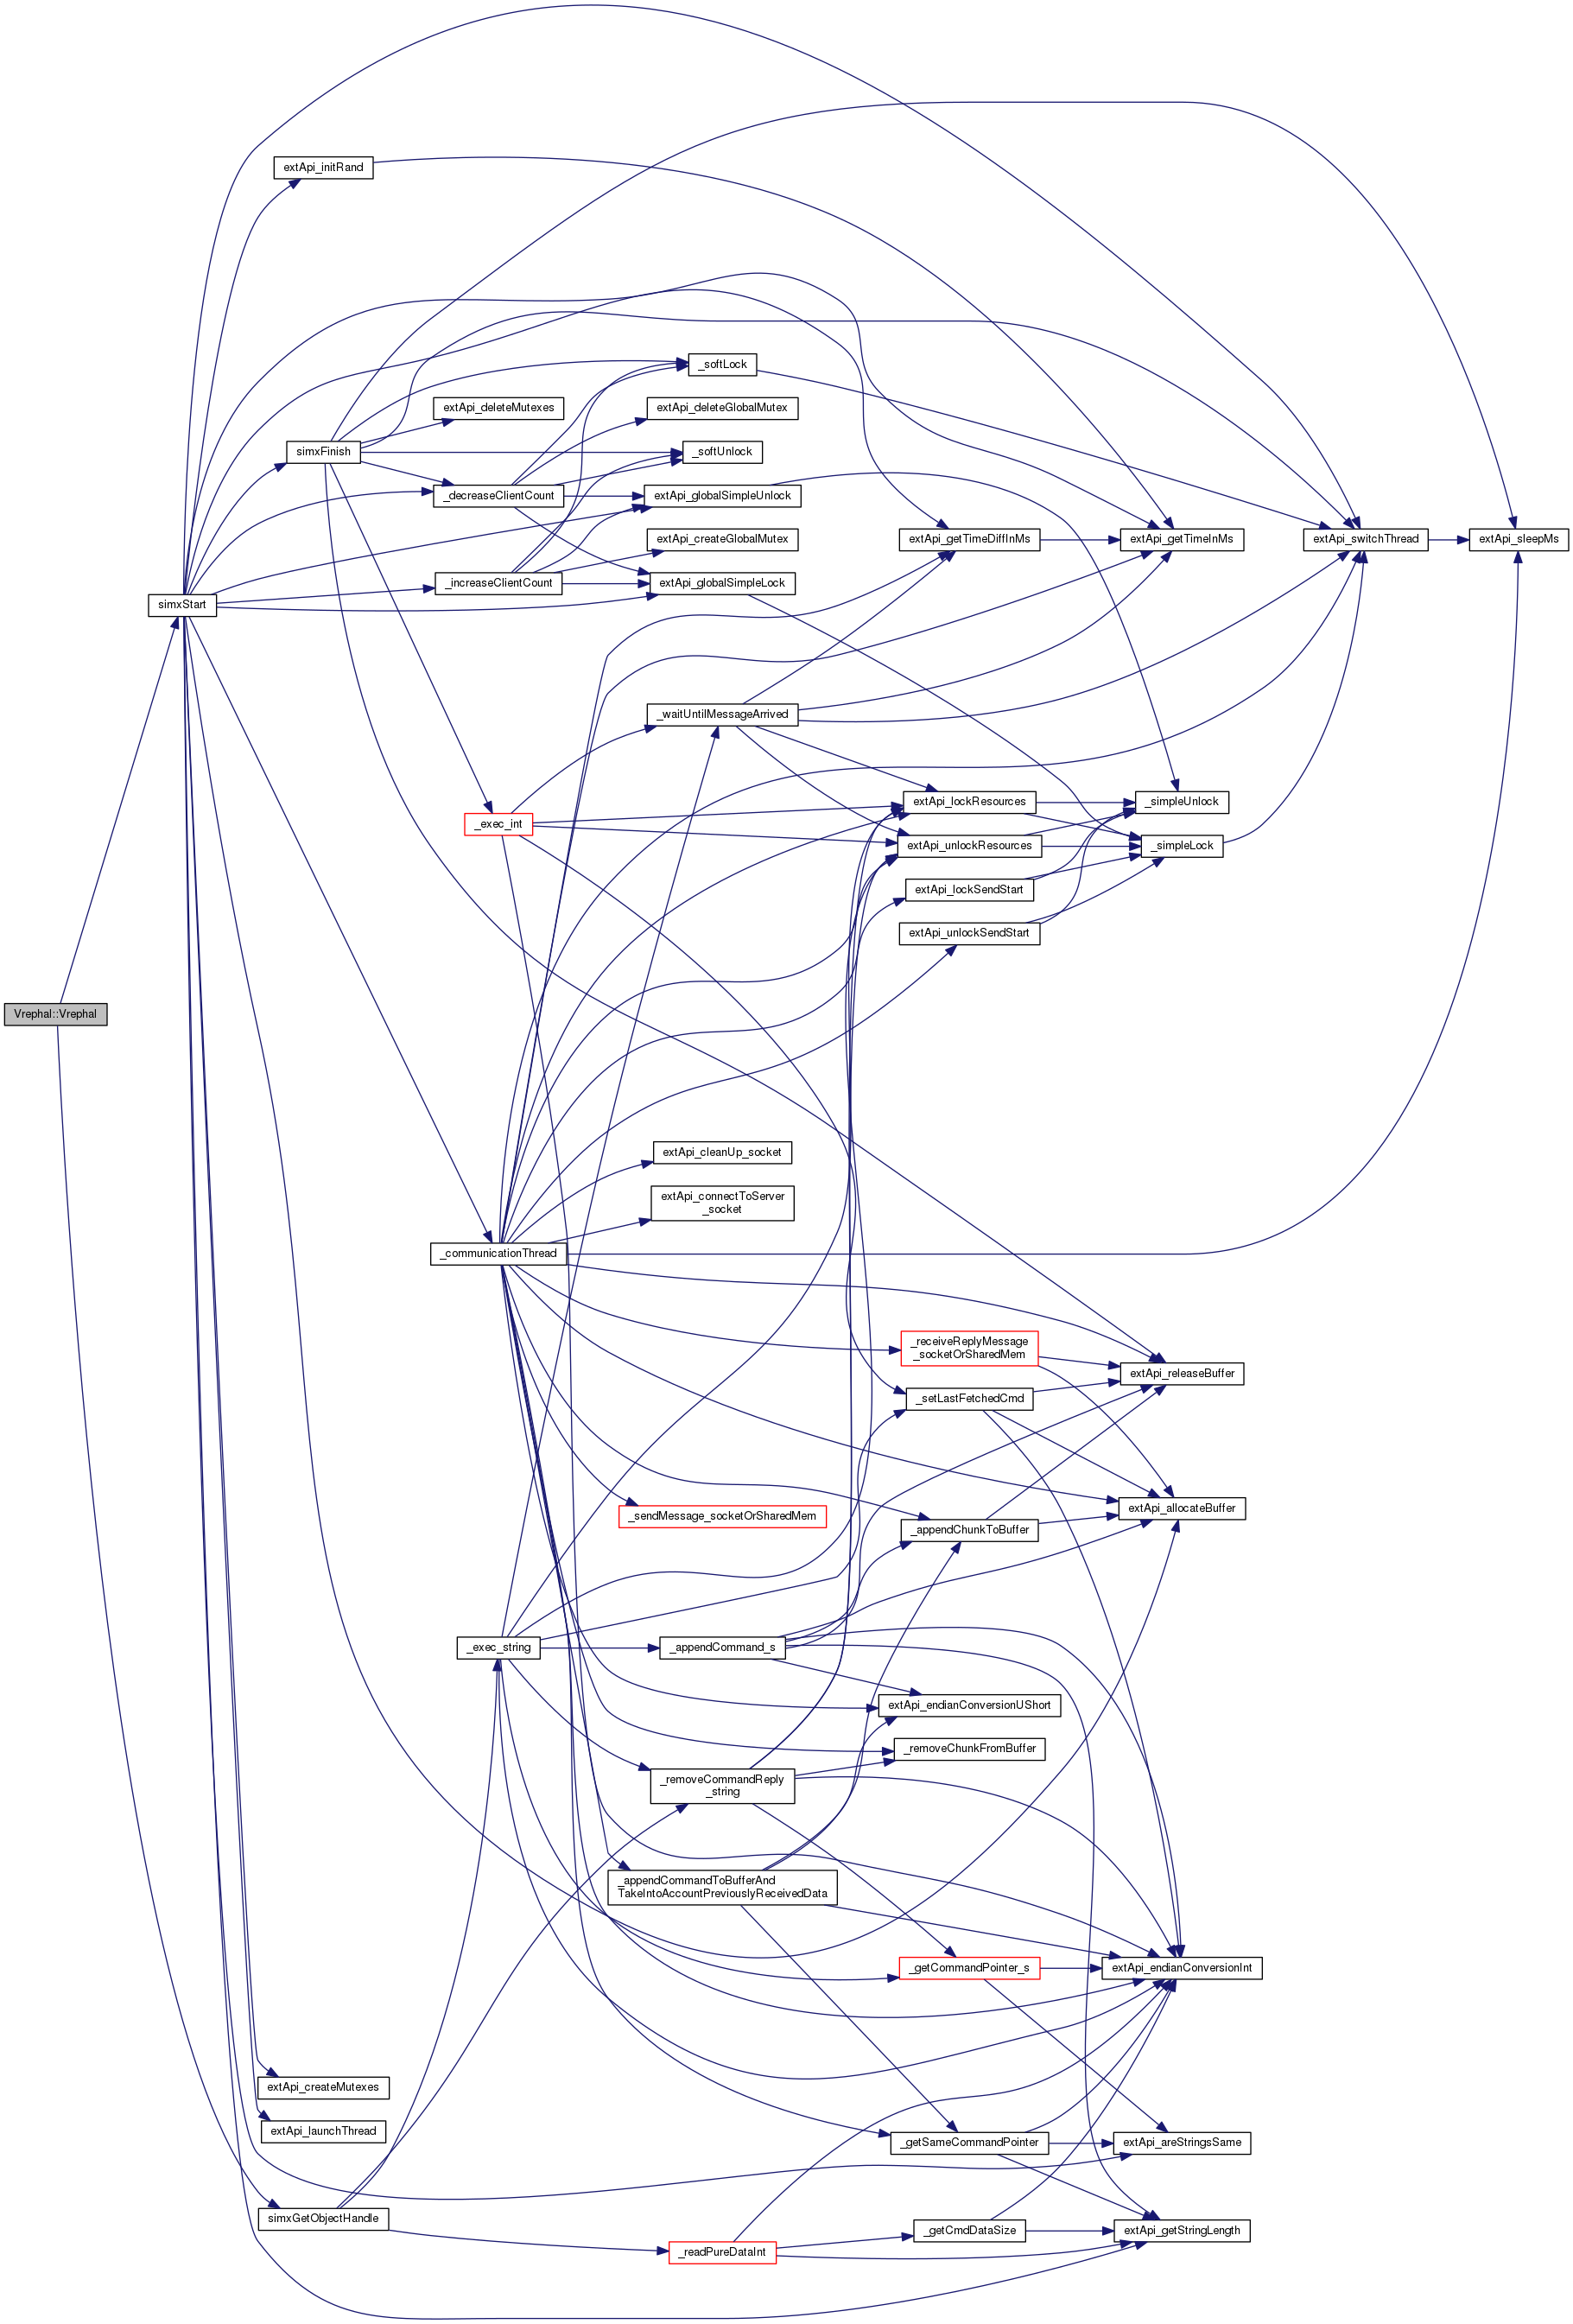 extApi_initRand
_softLock
extApi_deleteMutexes
extApi_deleteGlobalMutex
simxFinish
_softUnlock
_decreaseClientCount
extApi_globalSimpleUnlock
extApi_createGlobalMutex
extApi_getTimeDiffInMs
extApi_getTimeInMs
extApi_switchThread
extApi_sleepMs
_increaseClientCount
extApi_globalSimpleLock
simxStart
_waitUntilMessageArrived
extApi_lockResources
_simpleUnlock
_exec_int
extApi_unlockResources
_simpleLock
extApi_lockSendStart
extApi_unlockSendStart
Vrephal::Vrephal
extApi_cleanUp_socket
extApi_connectToServer
_socket
_communicationThread
_receiveReplyMessage
_socketOrSharedMem
extApi_releaseBuffer
_setLastFetchedCmd
extApi_allocateBuffer
_sendMessage_socketOrSharedMem
_appendChunkToBuffer
_exec_string
_appendCommand_s
extApi_endianConversionUShort
_removeChunkFromBuffer
_removeCommandReply
_string
_appendCommandToBufferAnd
TakeIntoAccountPreviouslyReceivedData
_getCommandPointer_s
extApi_endianConversionInt
extApi_createMutexes
extApi_launchThread
_getSameCommandPointer
extApi_areStringsSame
simxGetObjectHandle
_getCmdDataSize
extApi_getStringLength
_readPureDataInt